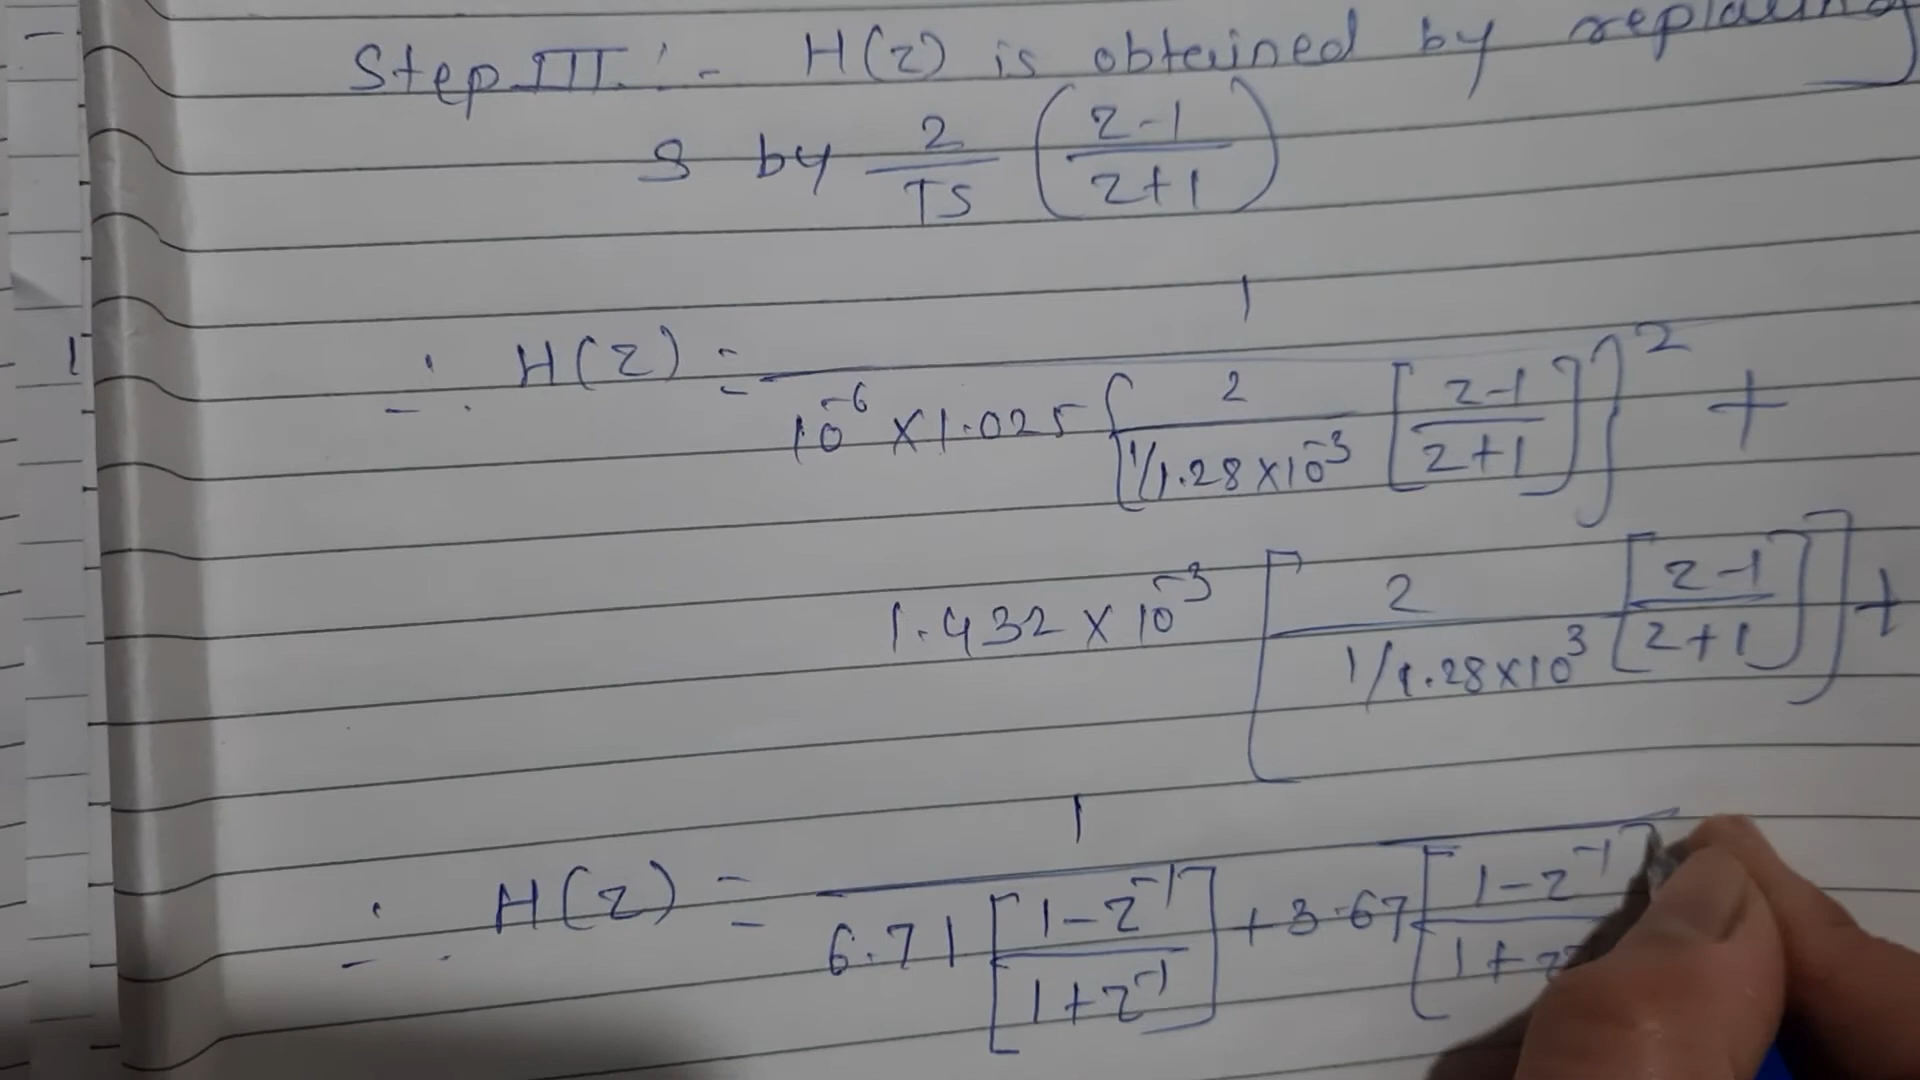 Step III :- H(z) is obtained by
S by 2/TS (z-1/z+1)
∴ H(z) = 1 / 10^-6 × 1.025 { 2 / 1/1.28×10^-3 [z-1/z+1] }^2 +
1.432 × 10^-3 [ 2 / 1/1.28×10^3 [z-1/z+1] ] +
∴ H(z) = 1 / 6.71 [1-z^-1/1+z^-1] + 3.67 [1-z^-1/1+z